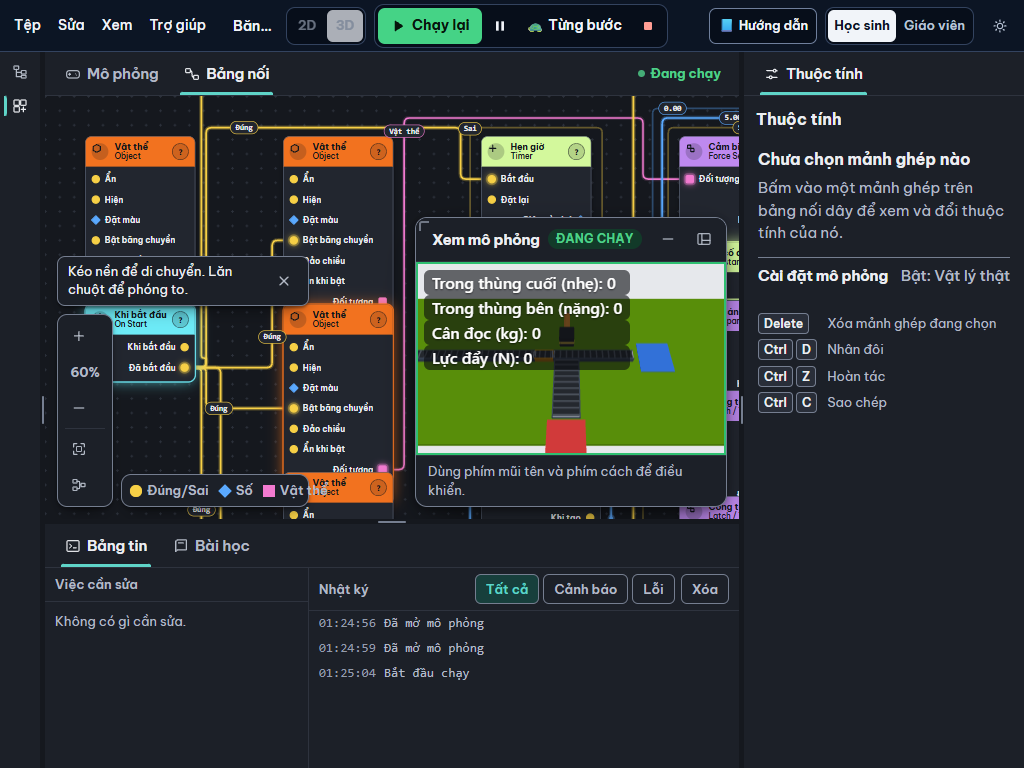 Tệp Sửa Xem Trợ giúp Băn... 2D 3D Chạy lại Từng bước Hướng dẫn Học sinh Giáo viên
Mô phỏng Bảng nối Đang chạy
Thuộc tính
Thuộc tính
Chưa chọn mảnh ghép nào
Bấm vào một mảnh ghép trên
bảng nối dây để xem và đổi thuộc
tính của nó.
Cài đặt mô phỏng Bật: Vật lý thật
Delete Xóa mảnh ghép đang chọn
Ctrl D Nhân đôi
Ctrl Z Hoàn tác
Ctrl C Sao chép
Đúng
Vật thể
Sai
0.00
Vật thể
Object
?
Ẩn
Hiện
Đặt màu
Bật băng chuyền
Vật thể
Object
?
Ẩn
Hiện
Đặt màu
Bật băng chuyền
Đảo chiều
Đối tượng
Hẹn giờ
Timer
?
Bắt đầu
Đặt lại
Đối tượng
Kéo nền để di chuyển. Lăn
chuột để phóng to.
Khi bắt đầu
On Start
?
Khi bắt đầu
Đã bắt đầu
Đúng
Đúng
Đúng
Vật thể
Object
?
Ẩn
Hiện
Đặt màu
Bật băng chuyền
Đảo chiều
Ẩn khi bật
Đối tượng
Vật thể
Object
?
Ẩn
60%
Đúng/Sai Số Vật thể
Xem mô phỏng ĐANG CHẠY
Trong thùng cuối (nhẹ): 0
Trong thùng bên (nặng): 0
Cân đọc (kg): 0
Lực đẩy (N): 0
Dùng phím mũi tên và phím cách để điều
khiển.
Bảng tin Bài học
Việc cần sửa
Không có gì cần sửa.
Nhật ký Tất cả Cảnh báo Lỗi Xóa
01:24:56 Đã mở mô phỏng
01:24:59 Đã mở mô phỏng
01:25:04 Bắt đầu chạy